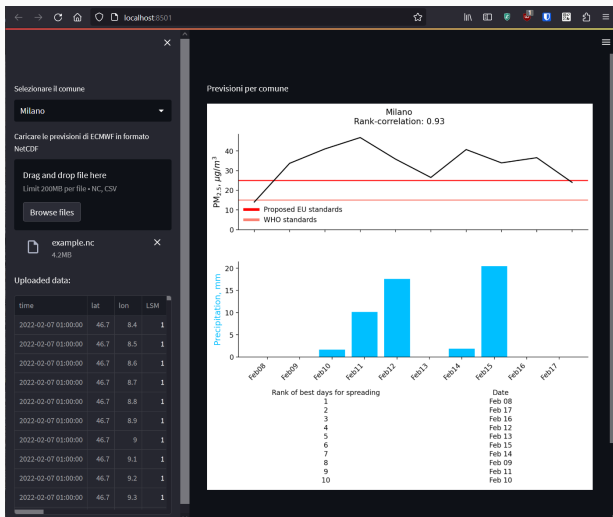 localhost:8501
1
Selezionare il comune
Milano
Caricare le previsioni di ECMWF in formato
NetCDF
Drag and drop file here
Limit 200MB per file • NC, CSV
Browse files
example.nc
4.2MB
Uploaded data:
time lat lon LSM
2022-02-07 01:00:00 46.7 8.4 1
2022-02-07 01:00:00 46.7 8.5 1
2022-02-07 01:00:00 46.7 8.6 1
2022-02-07 01:00:00 46.7 8.7 1
2022-02-07 01:00:00 46.7 8.8 1
2022-02-07 01:00:00 46.7 8.9 1
2022-02-07 01:00:00 46.7 9 1
2022-02-07 01:00:00 46.7 9.1 1
2022-02-07 01:00:00 46.7 9.2 1
2022-02-07 01:00:00 46.7 9.3 1
Previsioni per comune
Milano
Rank-correlation: 0.93
PM2.5, μg/m³
40
30
20
10
0
Proposed EU standards
WHO standards
Precipitation, mm
20
15
10
5
0
Feb08 Feb09 Feb10 Feb11 Feb12 Feb13 Feb14 Feb15 Feb16 Feb17
Rank of best days for spreading Date
1 Feb 08
2 Feb 17
3 Feb 16
4 Feb 12
5 Feb 13
6 Feb 15
7 Feb 14
8 Feb 09
9 Feb 11
10 Feb 10